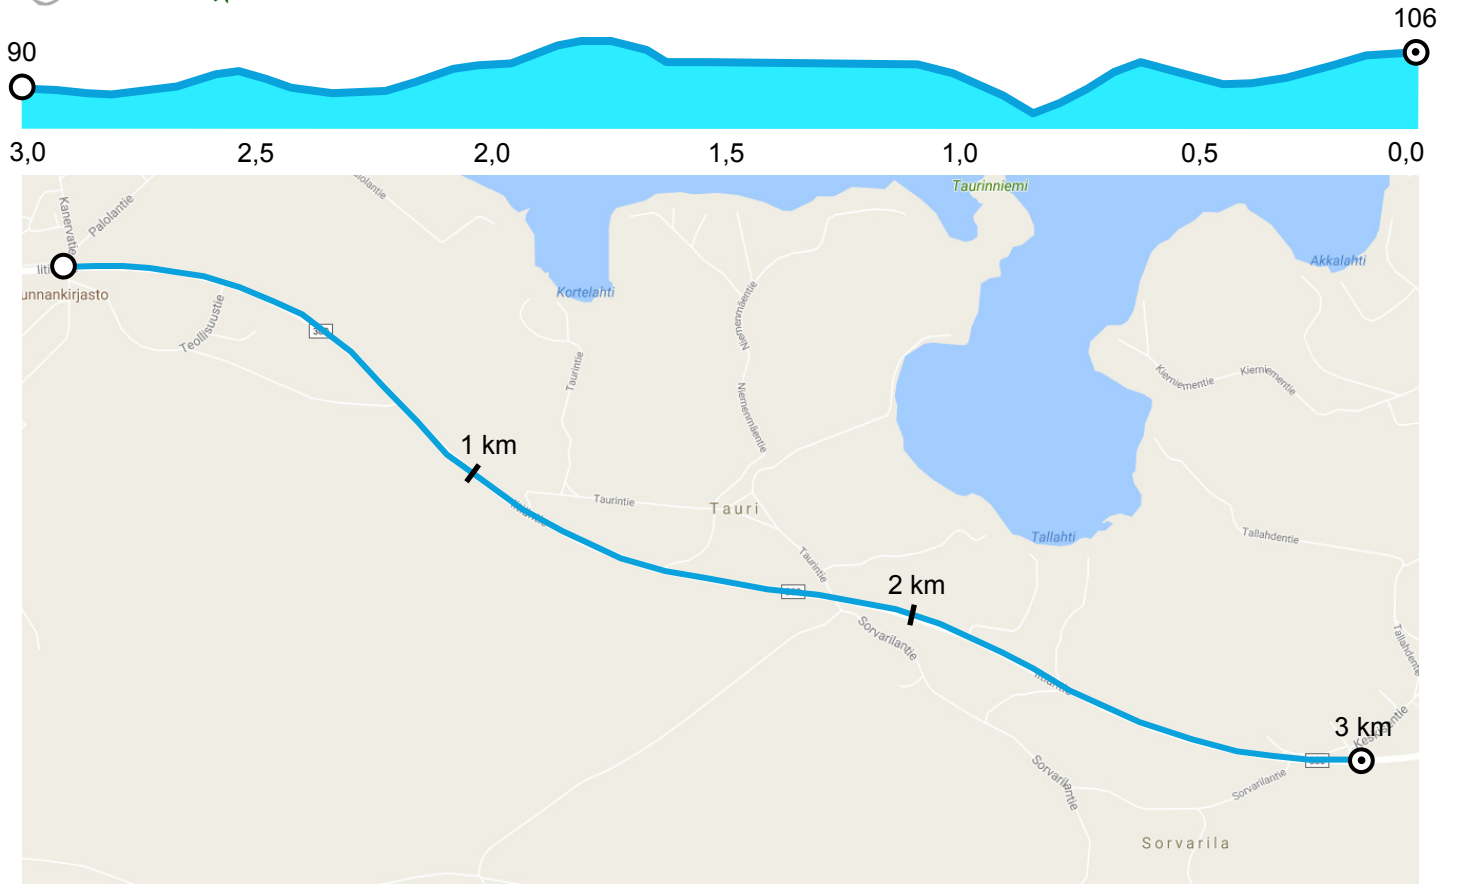 106
90
3,0 2,5 2,0 1,5 1,0 0,5 0,0
Taurinniemi
Palolantie
Kanervatie
Akkalahti
unnankirjasto
Kortelahti
Teollisuustie
Niemenmäentie
Taurintie
Kierniementie
Kierniementie
Niemenmäentie
1 km
Taurintie
Tauri
Tallahti
Tallahdentie
Taurintie
2 km
Sorvarilantie
Tallahdentie
3 km
Sorvarilantie
Sorvarilantie
Sorvarila